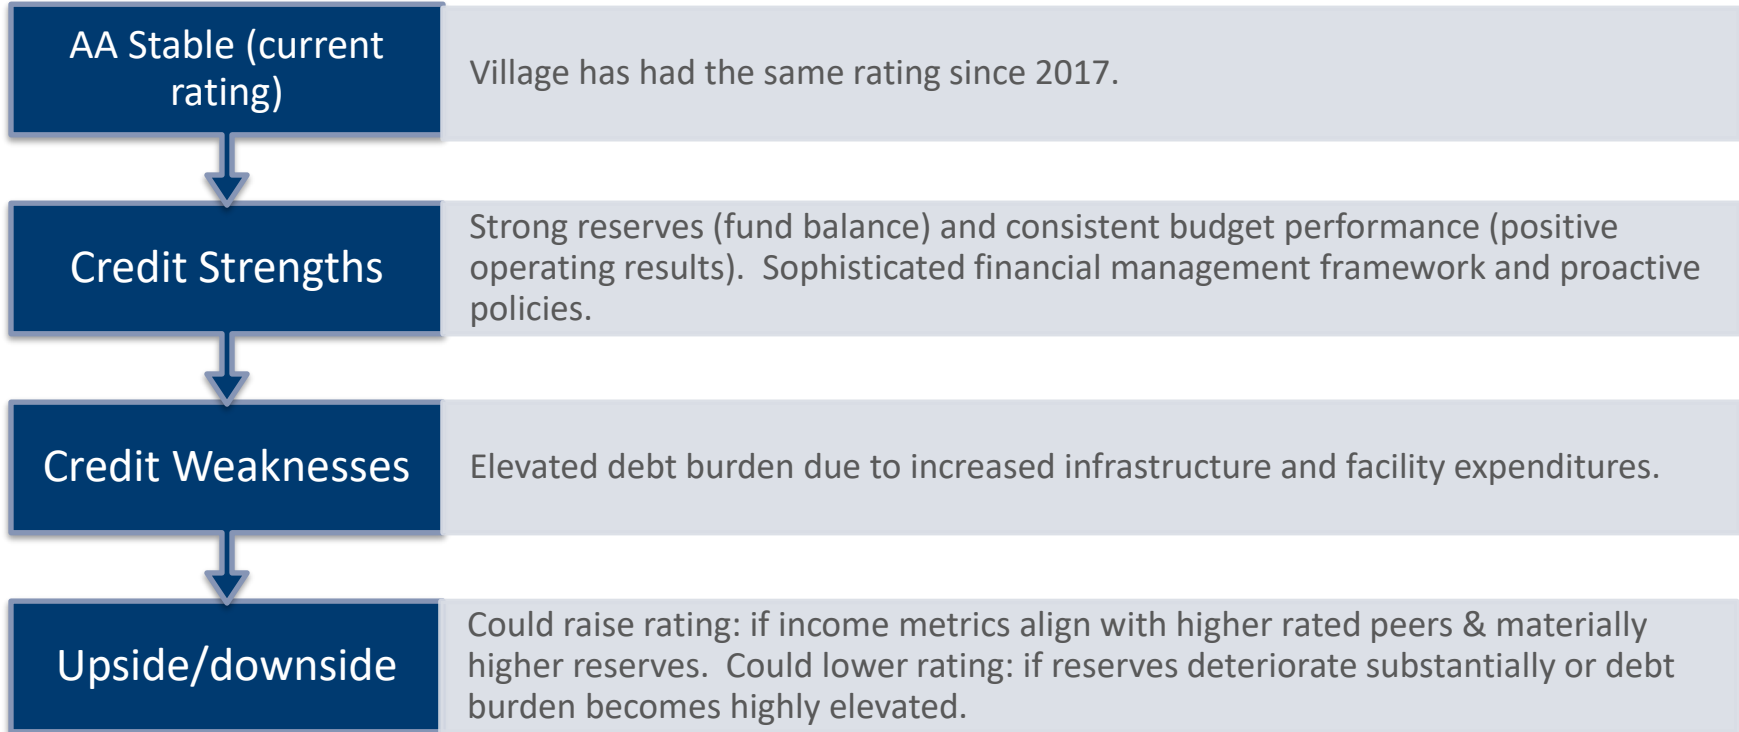 AA Stable (current
rating)
Village has had the same rating since 2017.
Credit Strengths
Strong reserves (fund balance) and consistent budget performance (positive
operating results).  Sophisticated financial management framework and proactive
policies.
Credit Weaknesses
Elevated debt burden due to increased infrastructure and facility expenditures.
Upside/downside
Could raise rating: if income metrics align with higher rated peers & materially
higher reserves.  Could lower rating: if reserves deteriorate substantially or debt
burden becomes highly elevated.